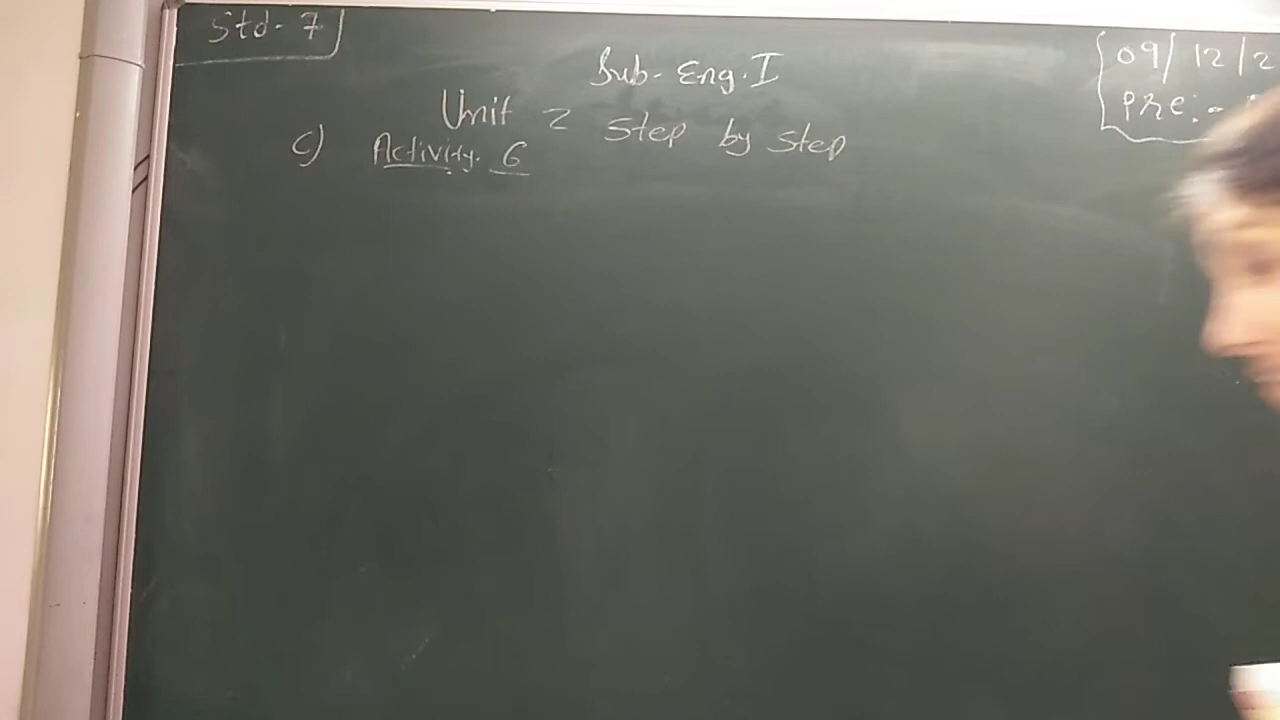 Std- 7
Sub- Eng. I
09/ 12/2
Pre:-
Unit 2 Step by Step
c) Activity. 6